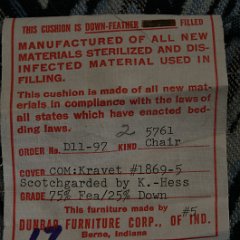 THIS CUSHION IS DOWN-FEATHER FILLED
MANUFACTURED OF ALL NEW
MATERIALS STERILIZED AND DIS-
INFECTED MATERIAL USED IN
FILLING.
This cushion is made of all new mat-
erials in compliance with the laws of
all states which have enacted bed-
ding laws.
2 5761
ORDER No. D11-97 KIND Chair
COVER COM:Kravet #1869-5
Scotchgarded by K.-Hess
GRADE 75% Fea/25% Down
This furniture made by #5
DUNBAR FURNITURE CORP., OF IND.
Berne, Indiana